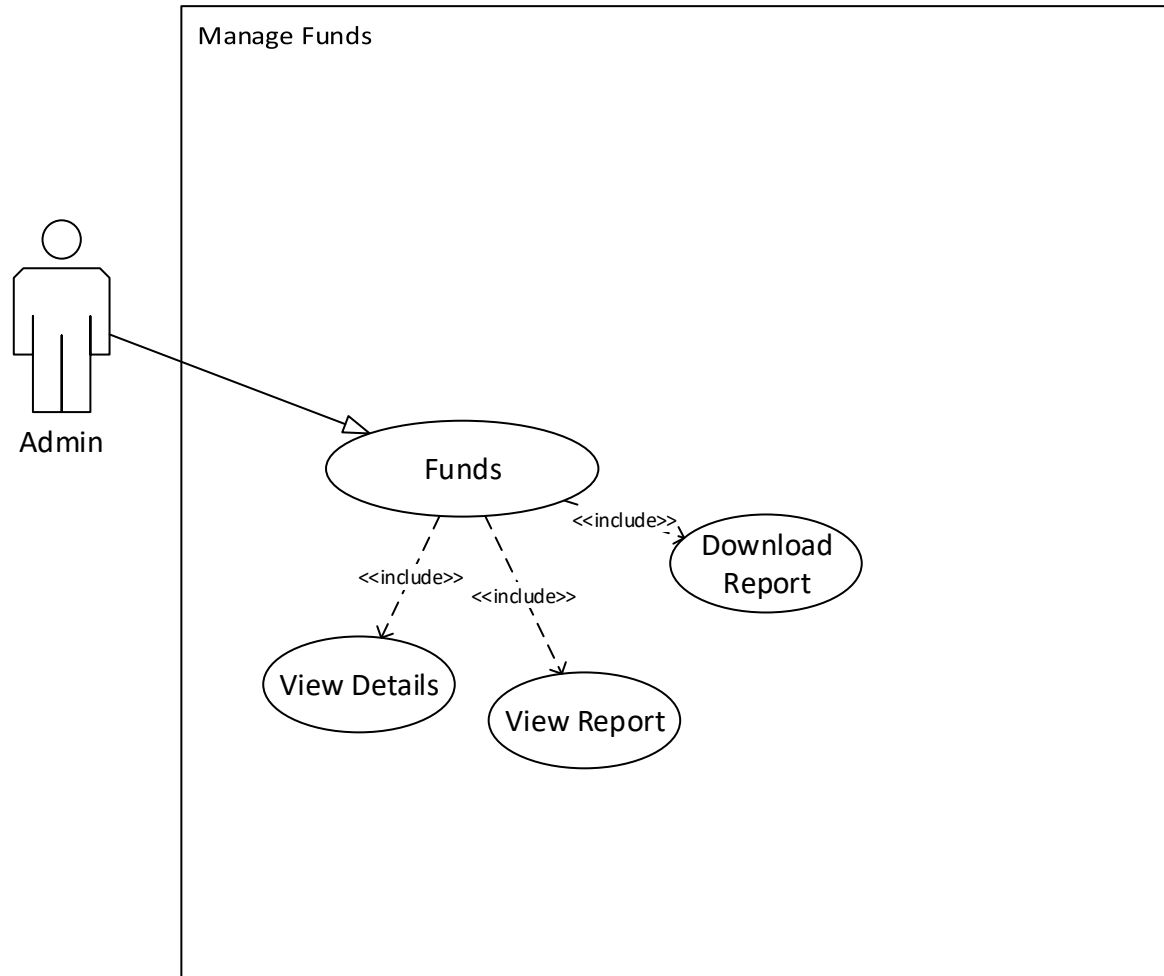 Manage Funds
Admin
Funds
<<include>>
Download
Report
<<include>>
<<include>>
View Details
View Report